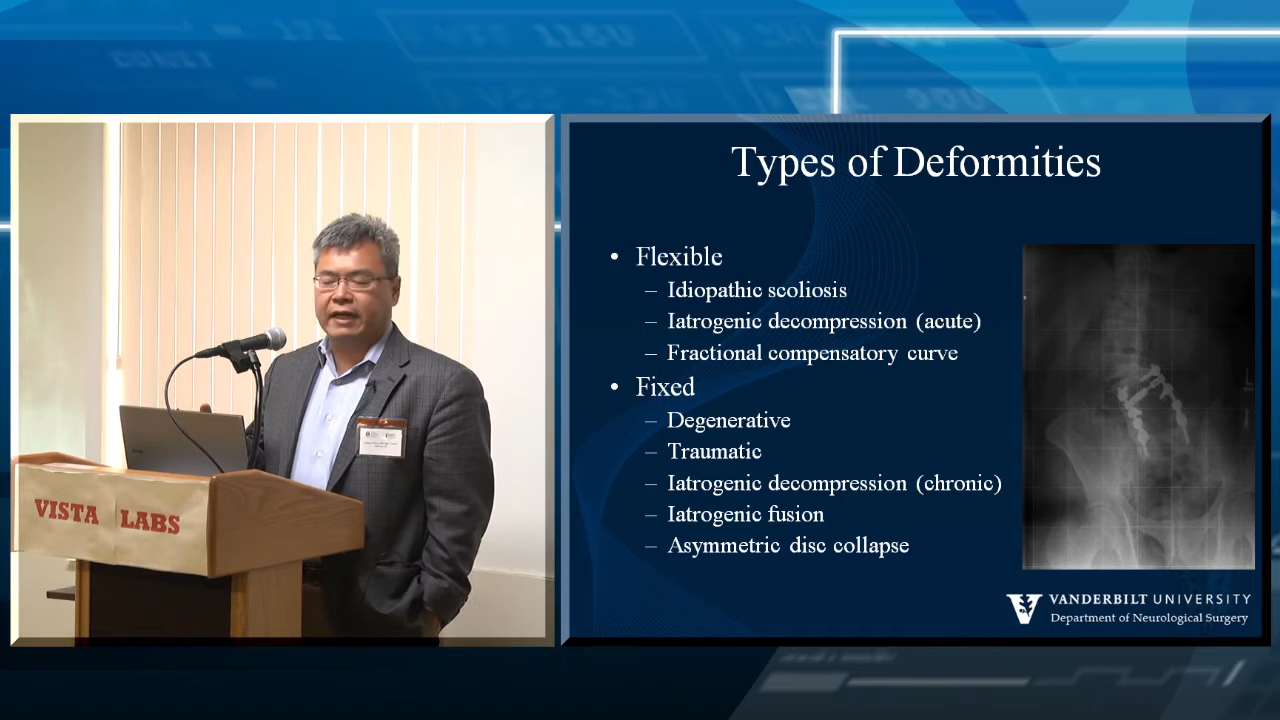 VISTA LABS
Types of Deformities
• Flexible
– Idiopathic scoliosis
– Iatrogenic decompression (acute)
– Fractional compensatory curve
• Fixed
– Degenerative
– Traumatic
– Iatrogenic decompression (chronic)
– Iatrogenic fusion
– Asymmetric disc collapse
V
VANDERBILT UNIVERSITY
Department of Neurological Surgery